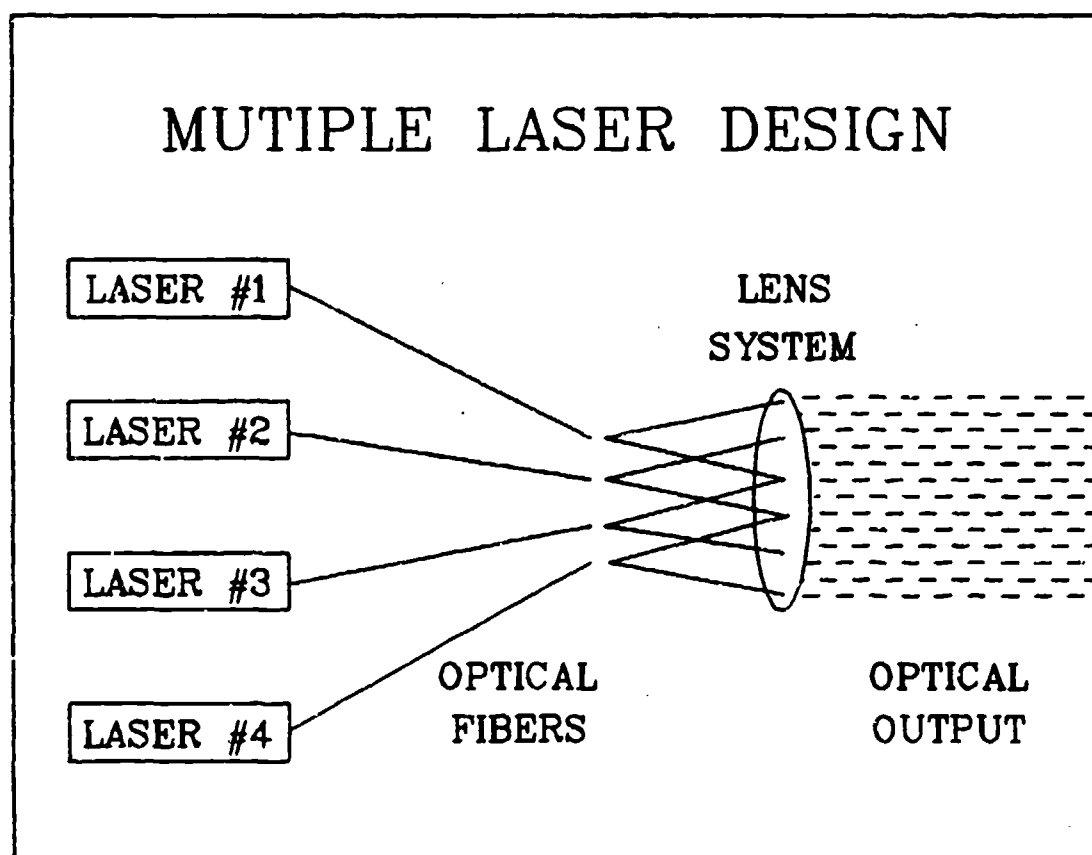 MUTIPLE LASER DESIGN
LASER #1
LENS
SYSTEM
LASER #2
LASER #3
OPTICAL
FIBERS
OPTICAL
OUTPUT
LASER #4